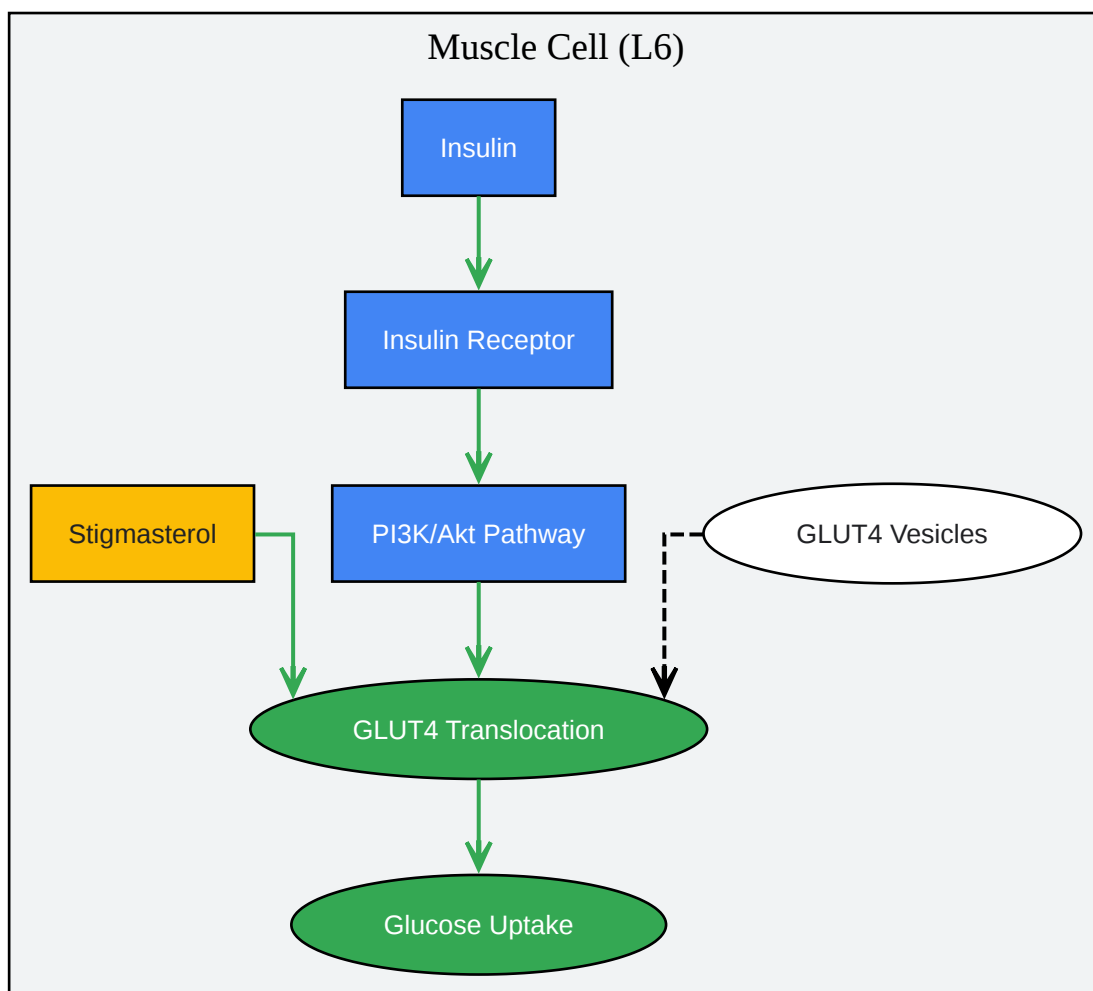 Muscle Cell (L6)
Insulin
Insulin Receptor
Stigmasterol
PI3K/Akt Pathway
GLUT4 Vesicles
GLUT4 Translocation
Glucose Uptake